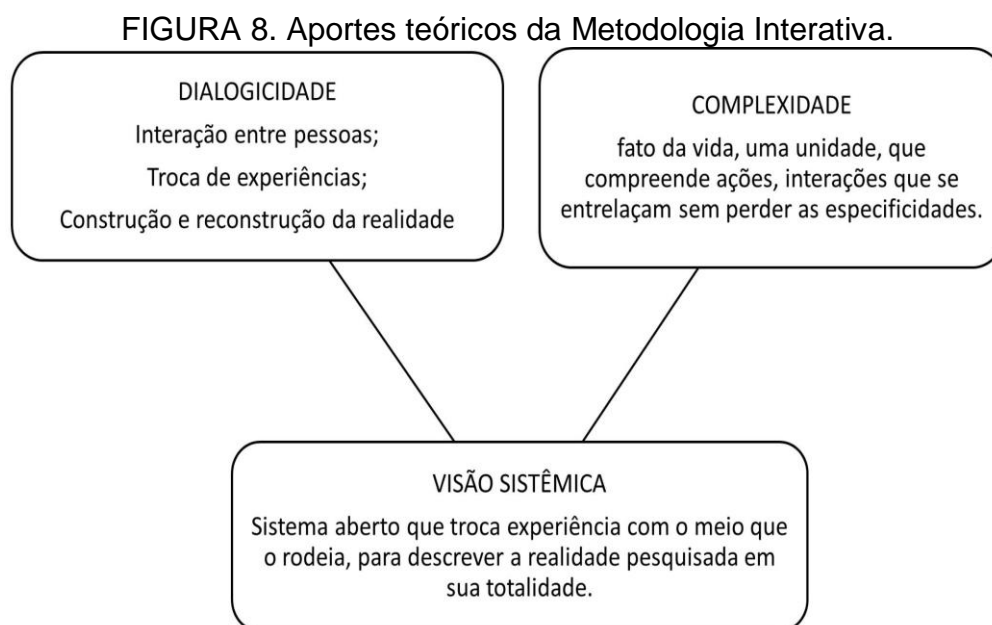 FIGURA 8. Aportes teóricos da Metodologia Interativa.
DIALOGICIDADE
Interação entre pessoas;
Troca de experiências;
Construção e reconstrução da realidade
COMPLEXIDADE
fato da vida, uma unidade, que
compreende ações, interações que se
entrelaçam sem perder as especificidades.
VISÃO SISTÊMICA
Sistema aberto que troca experiência com o meio que
o rodeia, para descrever a realidade pesquisada em
sua totalidade.